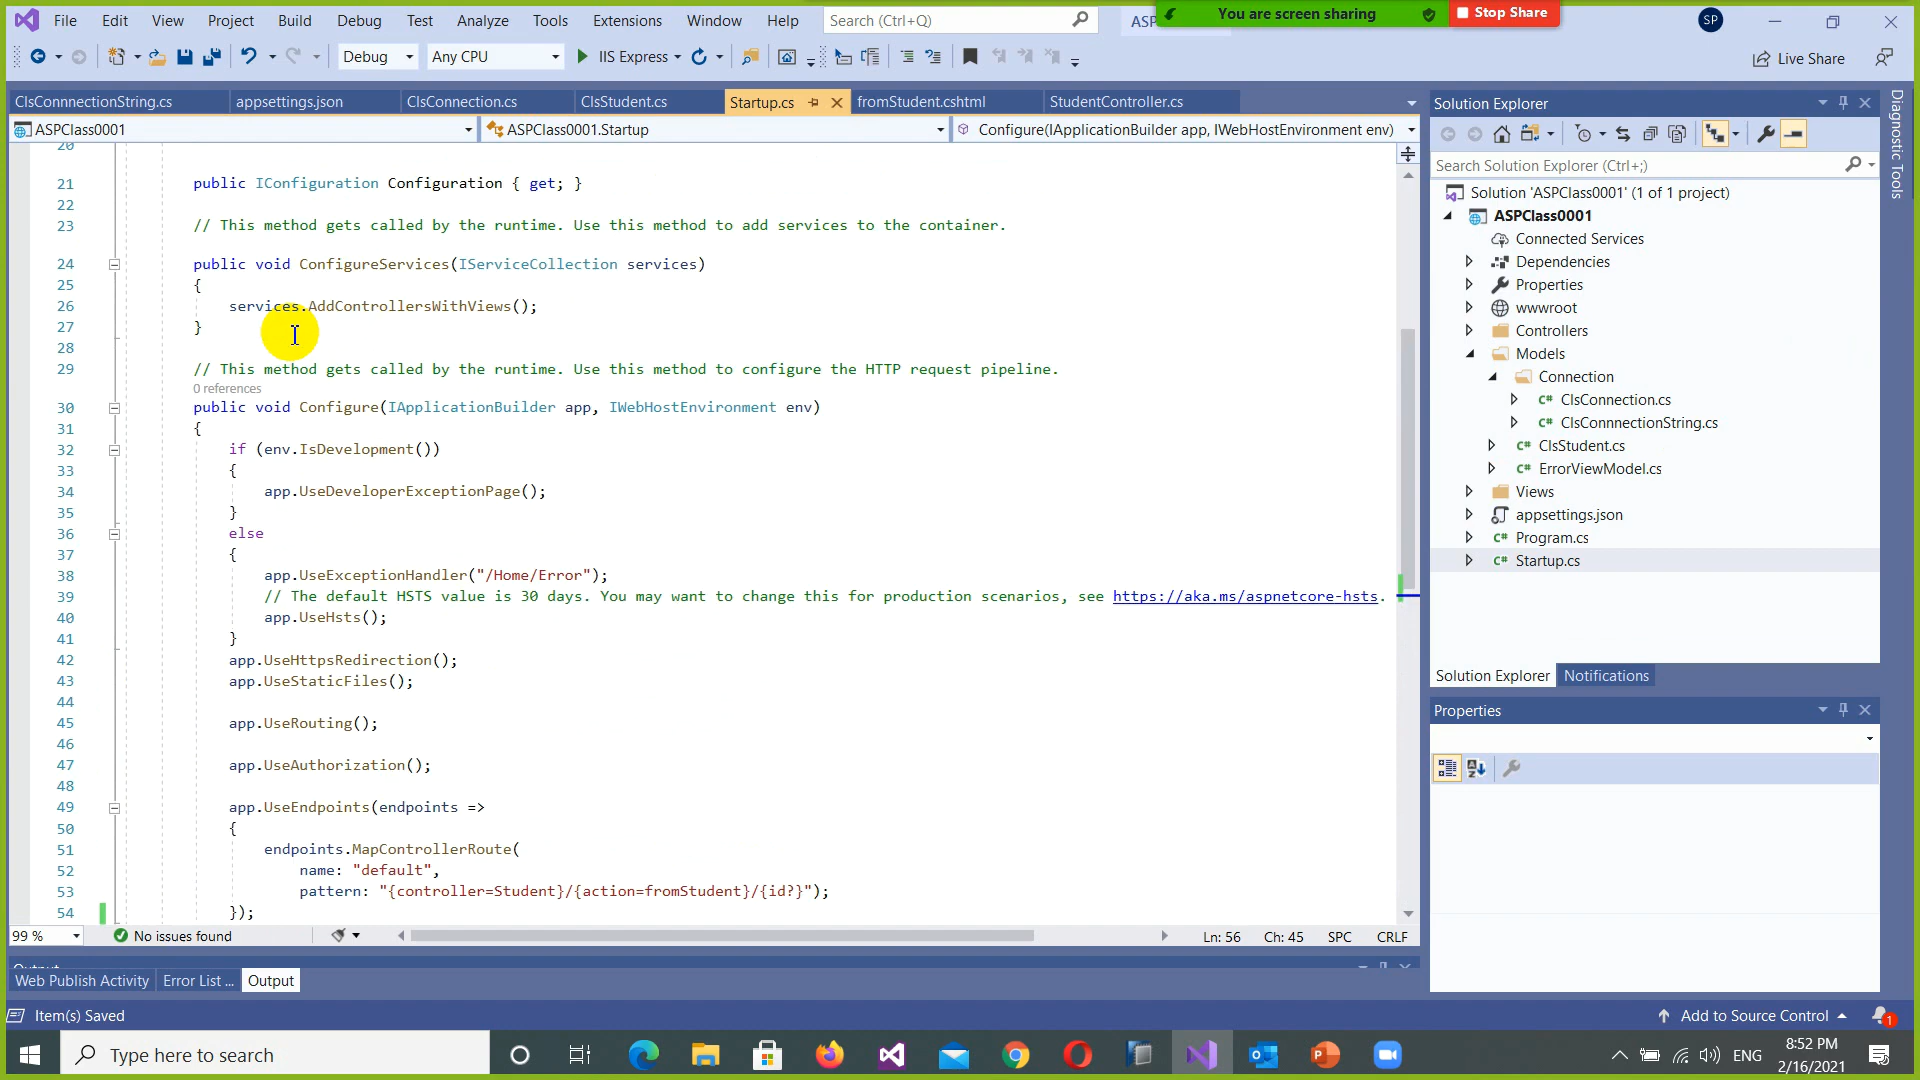 File Edit View Project Build Debug Test Analyze Tools Extensions Window Help Search (Ctrl+Q) ASP
You are screen sharing Stop Share SP
Debug Any CPU IIS Express Live Share
ClsConnnectionString.cs appsettings.json ClsConnection.cs ClsStudent.cs Startup.cs fromStudent.cshtml StudentController.cs
ASPClass0001 ASPClass0001.Startup Configure(IApplicationBuilder app, IWebHostEnvironment env)
20
21 public IConfiguration Configuration { get; }
22
23 // This method gets called by the runtime. Use this method to add services to the container.
24 public void ConfigureServices(IServiceCollection services)
25 {
26 services.AddControllersWithViews();
27 }
28
29 // This method gets called by the runtime. Use this method to configure the HTTP request pipeline.
0 references
30 public void Configure(IApplicationBuilder app, IWebHostEnvironment env)
31 {
32 if (env.IsDevelopment())
33 {
34 app.UseDeveloperExceptionPage();
35 }
36 else
37 {
38 app.UseExceptionHandler("/Home/Error");
39 // The default HSTS value is 30 days. You may want to change this for production scenarios, see https://aka.ms/aspnetcore-hsts.
40 app.UseHsts();
41 }
42 app.UseHttpsRedirection();
43 app.UseStaticFiles();
44
45 app.UseRouting();
46
47 app.UseAuthorization();
48
49 app.UseEndpoints(endpoints =>
50 {
51 endpoints.MapControllerRoute(
52 name: "default",
53 pattern: "{controller=Student}/{action=fromStudent}/{id?}");
54 });
99 % No issues found Ln: 56 Ch: 45 SPC CRLF
Output
Web Publish Activity Error List ... Output
Item(s) Saved Add to Source Control 1
Solution Explorer
Search Solution Explorer (Ctrl+;)
Solution 'ASPClass0001' (1 of 1 project)
ASPClass0001
Connected Services
Dependencies
Properties
wwwroot
Controllers
Models
Connection
C# ClsConnection.cs
C# ClsConnnectionString.cs
C# ClsStudent.cs
C# ErrorViewModel.cs
Views
appsettings.json
C# Program.cs
C# Startup.cs
Solution Explorer Notifications
Properties
Diagnostic Tools
Type here to search ENG 8:52 PM
2/16/2021